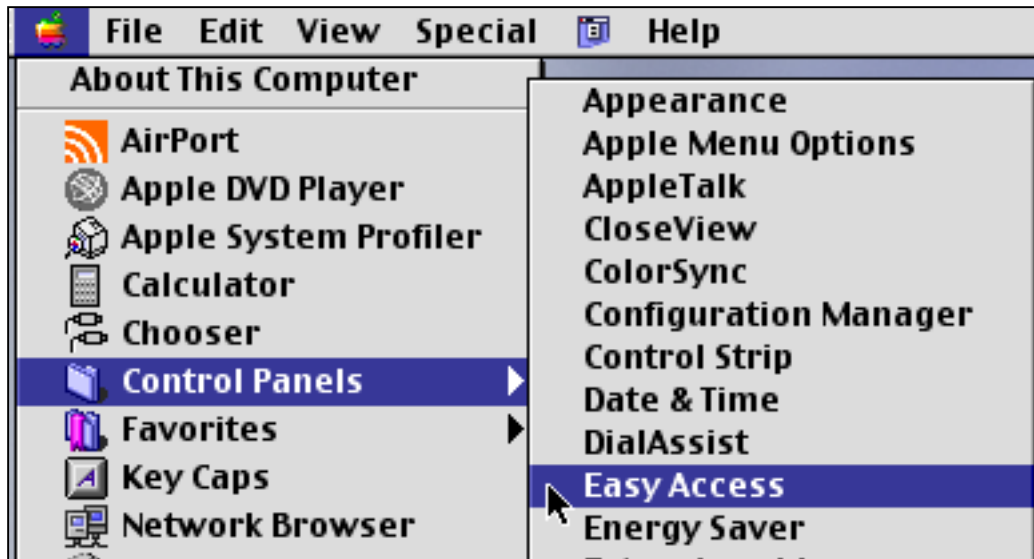 File Edit View Special Help
About This Computer
AirPort
Apple DVD Player
Apple System Profiler
Calculator
Chooser
Control Panels
Favorites
Key Caps
Network Browser
Appearance
Apple Menu Options
AppleTalk
CloseView
ColorSync
Configuration Manager
Control Strip
Date & Time
DialAssist
Easy Access
Energy Saver